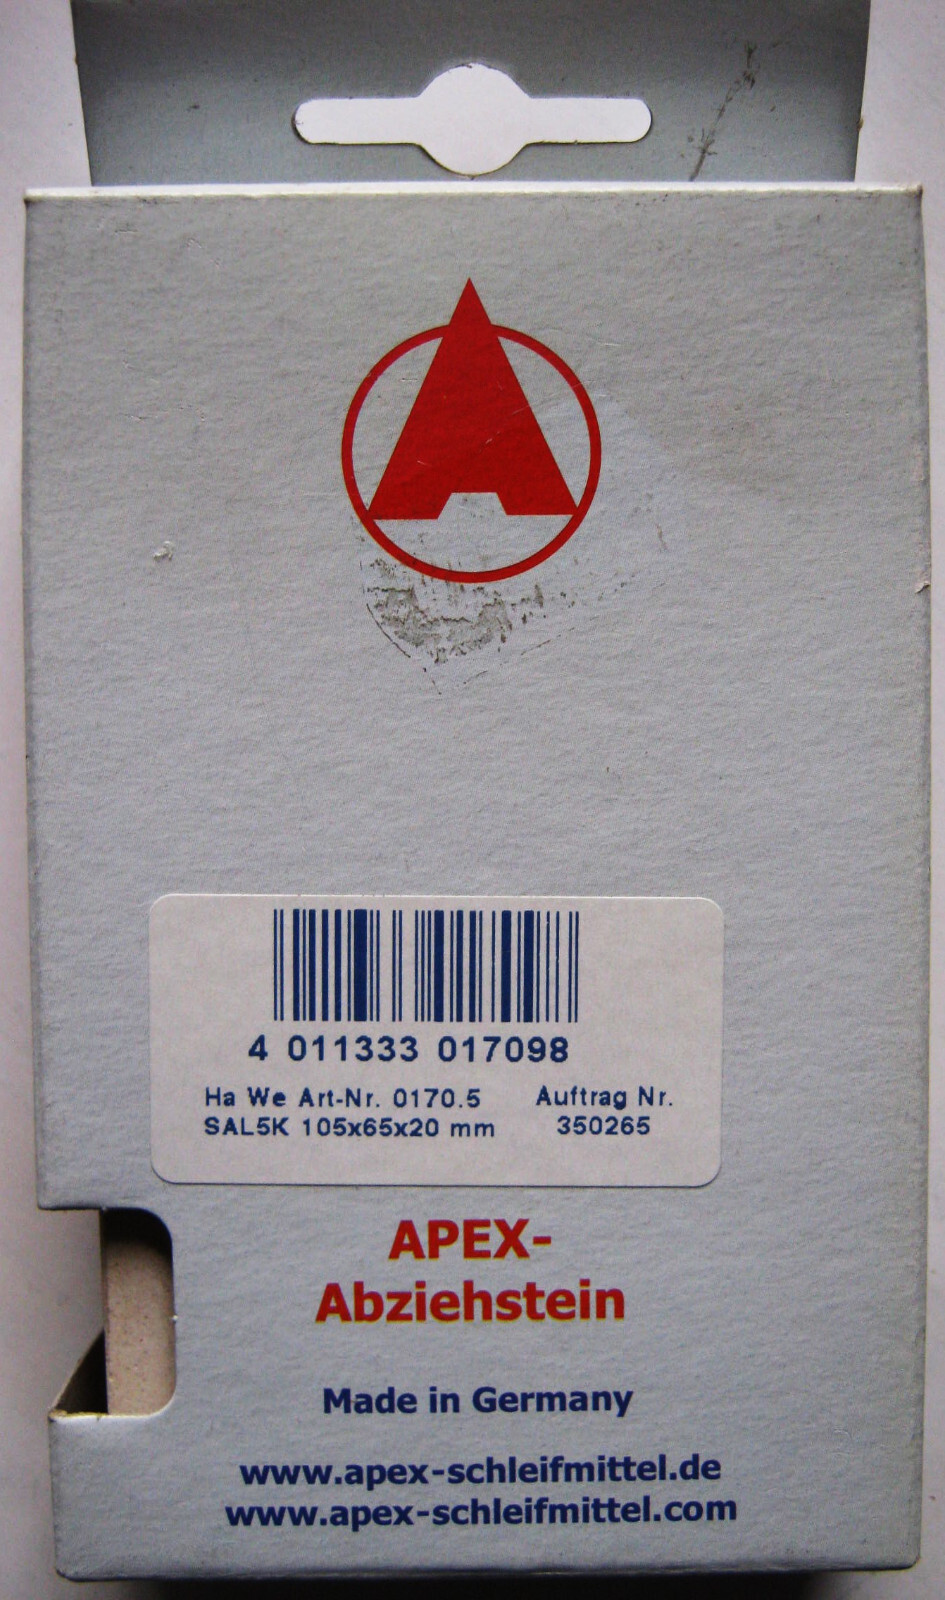 4 011333 017098
Ha We Art-Nr. 0170.5 Auftrag Nr.
SAL5K 105x65x20 mm 350265
APEX-
Abziehstein
Made in Germany
www.apex-schleifmittel.de
www.apex-schleifmittel.com